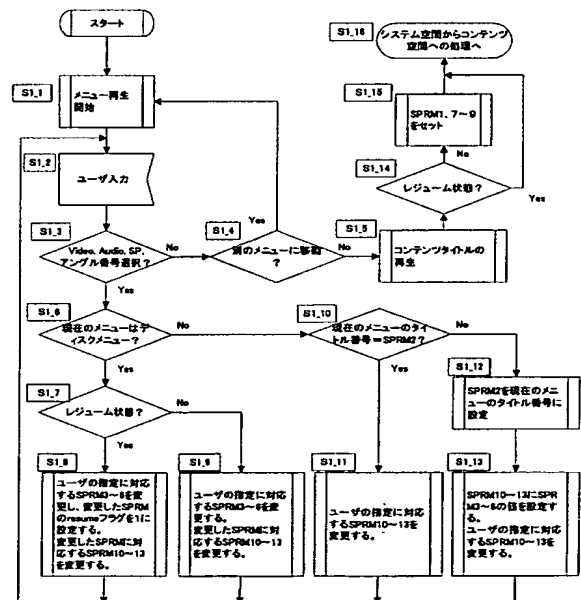 スタート
S1_1
メニュー再生
開始
S1_2
ユーザ入力
S1_3
Video、Audio、SP、
アングル番号選択?
No
Yes
S1_4
別のメニューに移動
?
Yes
No
S1_5
コンテンツタイトルの
再生
S1_14
レジューム状態?
No
Yes
S1_15
SPRM1、7~9
をセット
S1_16
システム空間からコンテンツ
空間への処理へ
S1_6
現在のメニューはディ
スクメニュー?
No
Yes
S1_7
レジューム状態?
No
Yes
S1_10
現在のメニューのタイ
トル番号=SPRM2?
No
Yes
S1_12
SPRM2を現在のメニ
ューのタイトル番号に
設定
S1_8
ユーザの指定に対応
するSPRM3~6を変
更し、変更したSPRM
のresumeフラグを1に
設定する。
変更したSPRMに対
応するSPRM10~13
を変更する。
S1_9
ユーザの指定に対応
するSPRM3~6を変
更する。
変更したSPRMに対
応するSPRM10~13
を変更する。
S1_11
ユーザの指定に対応
するSPRM10~13を
変更する。
S1_13
SPRM10~13にSPR
M3~6の値を設定す
る。
ユーザの指定に対応
するSPRM10~13を
変更する。